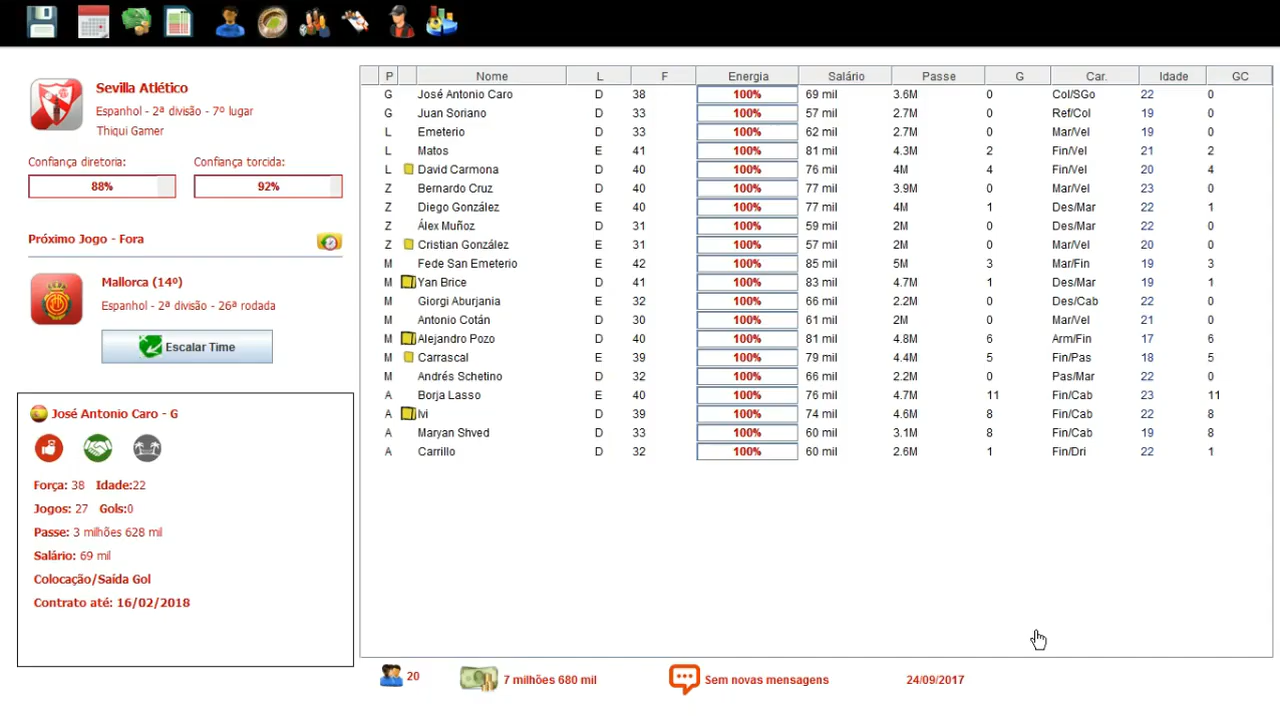 Sevilla Atlético
Espanhol - 2ª divisão - 7º lugar
Thiqui Gamer
Confiança diretoria: Confiança torcida:
88% 92%
Próximo Jogo - Fora
Mallorca (14º)
Espanhol - 2ª divisão - 26ª rodada
Escalar Time
José Antonio Caro - G
Força: 38 Idade:22
Jogos: 27 Gols:0
Passe: 3 milhões 628 mil
Salário: 69 mil
Colocação/Saída Gol
Contrato até: 16/02/2018
P Nome L F Energia Salário Passe G Car. Idade GC
G José Antonio Caro D 38 100% 69 mil 3.6M 0 Col/SGo 22 0
G Juan Soriano D 33 100% 57 mil 2.7M 0 Ref/Col 19 0
L Emeterio D 33 100% 62 mil 2.7M 0 Mar/Vel 19 0
L Matos E 41 100% 81 mil 4.3M 2 Fin/Vel 21 2
L David Carmona D 40 100% 76 mil 4M 4 Fin/Vel 20 4
Z Bernardo Cruz D 40 100% 77 mil 3.9M 0 Mar/Vel 23 0
Z Diego González E 40 100% 77 mil 4M 1 Des/Mar 22 1
Z Álex Muñoz D 31 100% 59 mil 2M 0 Des/Mar 22 0
Z Cristian González E 31 100% 57 mil 2M 0 Mar/Vel 20 0
M Fede San Emeterio E 42 100% 85 mil 5M 3 Mar/Fin 22 3
M Yan Brice D 41 100% 83 mil 4.7M 1 Des/Mar 19 1
M Giorgi Aburjania E 32 100% 66 mil 2.2M 0 Des/Cab 22 0
M Antonio Cotán D 30 100% 61 mil 2M 0 Mar/Vel 21 0
M Alejandro Pozo D 40 100% 81 mil 4.8M 6 Arm/Fin 17 6
M Carrascal E 39 100% 79 mil 4.4M 5 Fin/Pas 18 5
M Andrés Schetino D 32 100% 66 mil 2.2M 0 Pas/Mar 22 0
A Borja Lasso E 40 100% 76 mil 4.7M 11 Fin/Cab 23 11
A Ivi D 39 100% 74 mil 4.6M 8 Fin/Cab 22 8
A Maryan Shved D 33 100% 60 mil 3.1M 8 Fin/Cab 19 8
A Carrillo D 32 100% 60 mil 2.6M 1 Fin/Dri 22 1
20 7 milhões 680 mil Sem novas mensagens 24/09/2017